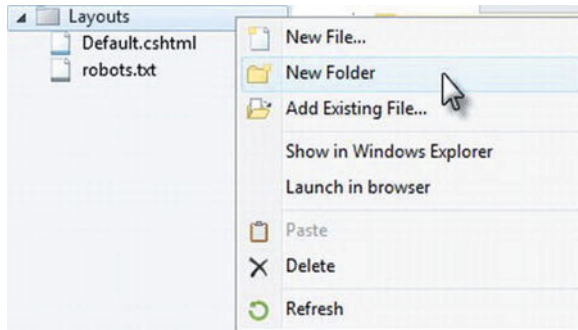 Layouts
Default.cshtml
robots.txt
New File...
New Folder
Add Existing File...
Show in Windows Explorer
Launch in browser
Paste
Delete
Refresh